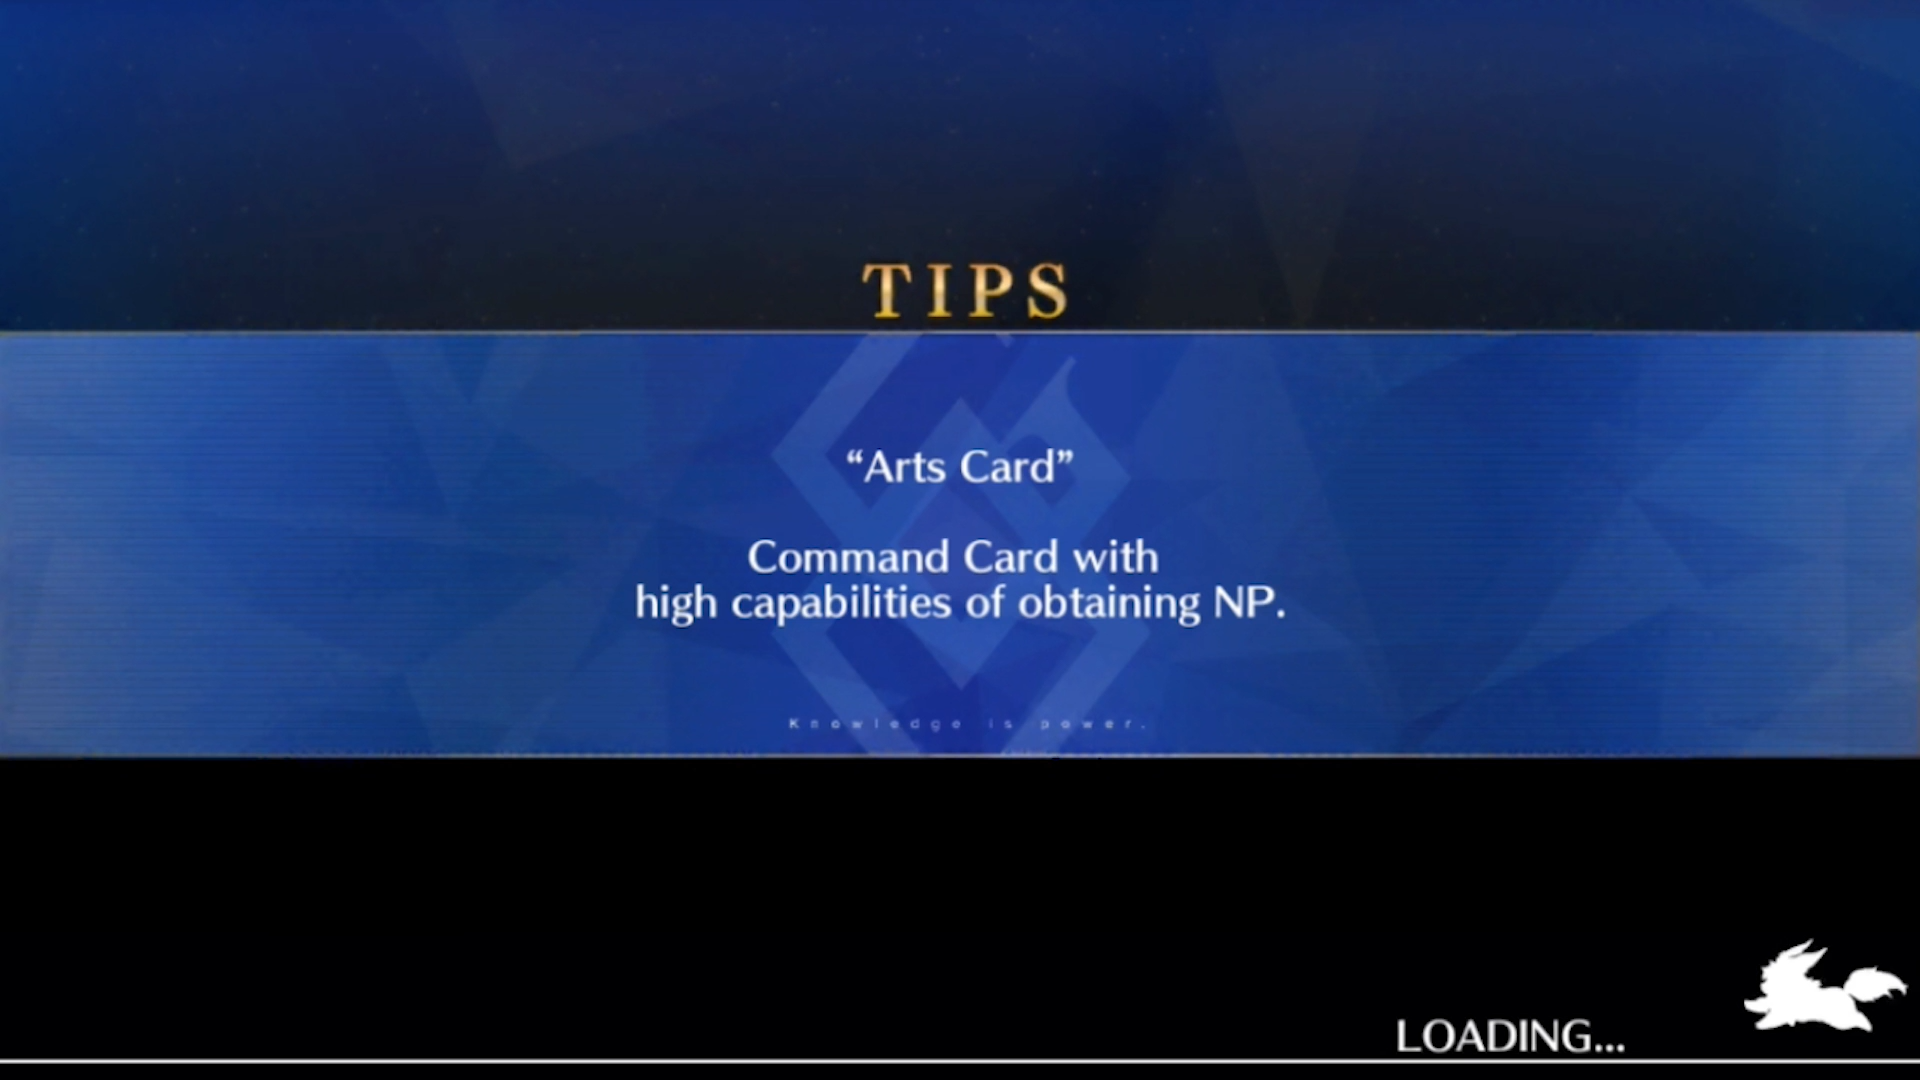 TIPS
“Arts Card”
Command Card with
high capabilities of obtaining NP.
Knowledge is power.
LOADING...